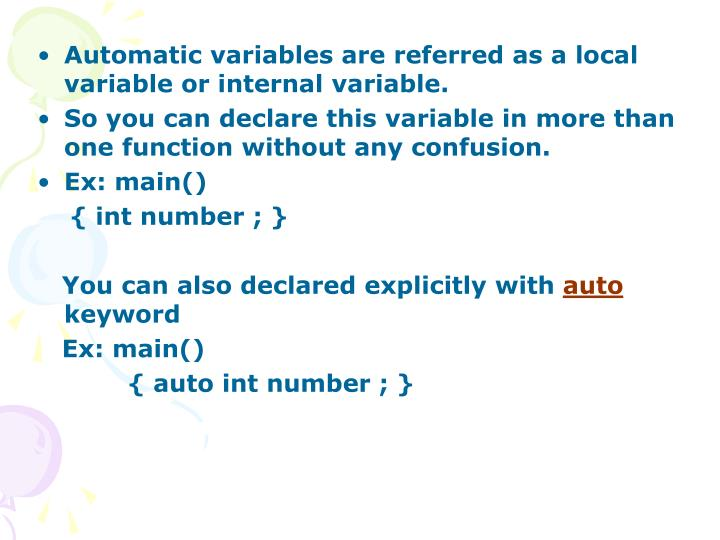 • Automatic variables are referred as a local
variable or internal variable.
• So you can declare this variable in more than
one function without any confusion.
• Ex: main()
{ int number ; }
You can also declared explicitly with auto
keyword
Ex: main()
{ auto int number ; }